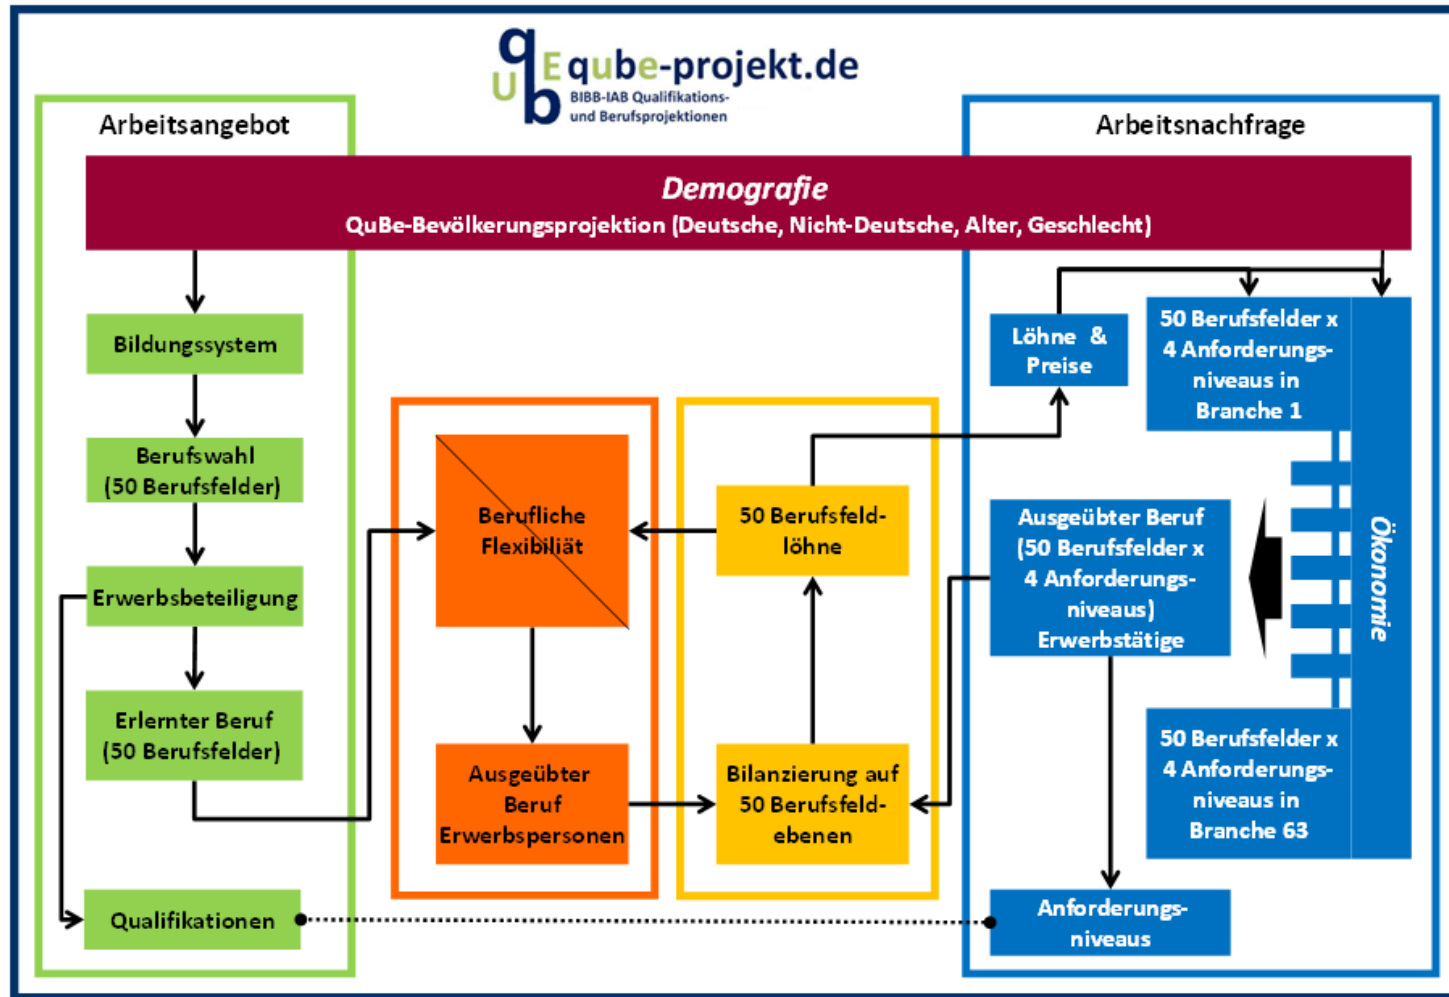 qUbE qube-projekt.de
BIBB-IAB Qualifikations-
und Berufsprojektionen
Arbeitsangebot
Arbeitsnachfrage
Demografie
QuBe-Bevölkerungsprojektion (Deutsche, Nicht-Deutsche, Alter, Geschlecht)
Bildungssystem
Berufswahl
(50 Berufsfelder)
Erwerbsbeteiligung
Erlernter Beruf
(50 Berufsfelder)
Qualifikationen
Berufliche
Flexibiliät
Ausgeübter
Beruf
Erwerbspersonen
50 Berufsfeld-
löhne
Bilanzierung auf
50 Berufsfeld-
ebenen
Löhne &
Preise
50 Berufsfelder x
4 Anforderungs-
niveaus in
Branche 1
Ausgeübter Beruf
(50 Berufsfelder x
4 Anforderungs-
niveaus)
Erwerbstätige
Ökonomie
50 Berufsfelder x
4 Anforderungs-
niveaus in
Branche 63
Anforderungs-
niveaus